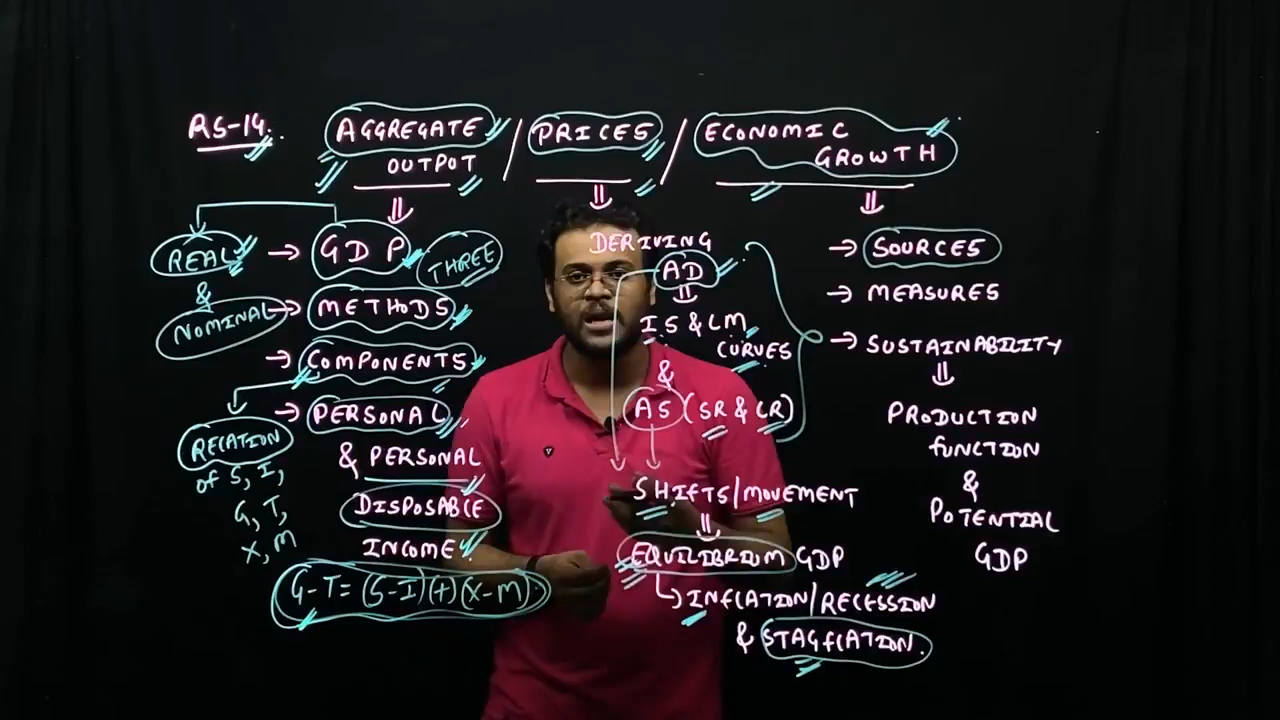 RS-14.
AGGREGATE / PRICES / ECONOMIC
OUTPUT
GROWTH
REAL
&
NOMINAL
→ GDP
THREE
→ METHODS
→ COMPONENTS
→ PERSONAL
& PERSONAL
DISPOSABLE
INCOME
RELATION
of S, I,
G, T,
X, M
G-T = (S-I) (+) (X-M)
DERIVING
AD
IS & LM
CURVES
&
AS (SR & LR)
SHIFTS/MOVEMENT
EQUILIBRIUM GDP
INFLATION/RECESSION
& STAGFLATION.
→ SOURCES
→ MEASURES
→ SUSTAINABILITY
PRODUCTION
FUNCTION
&
POTENTIAL
GDP